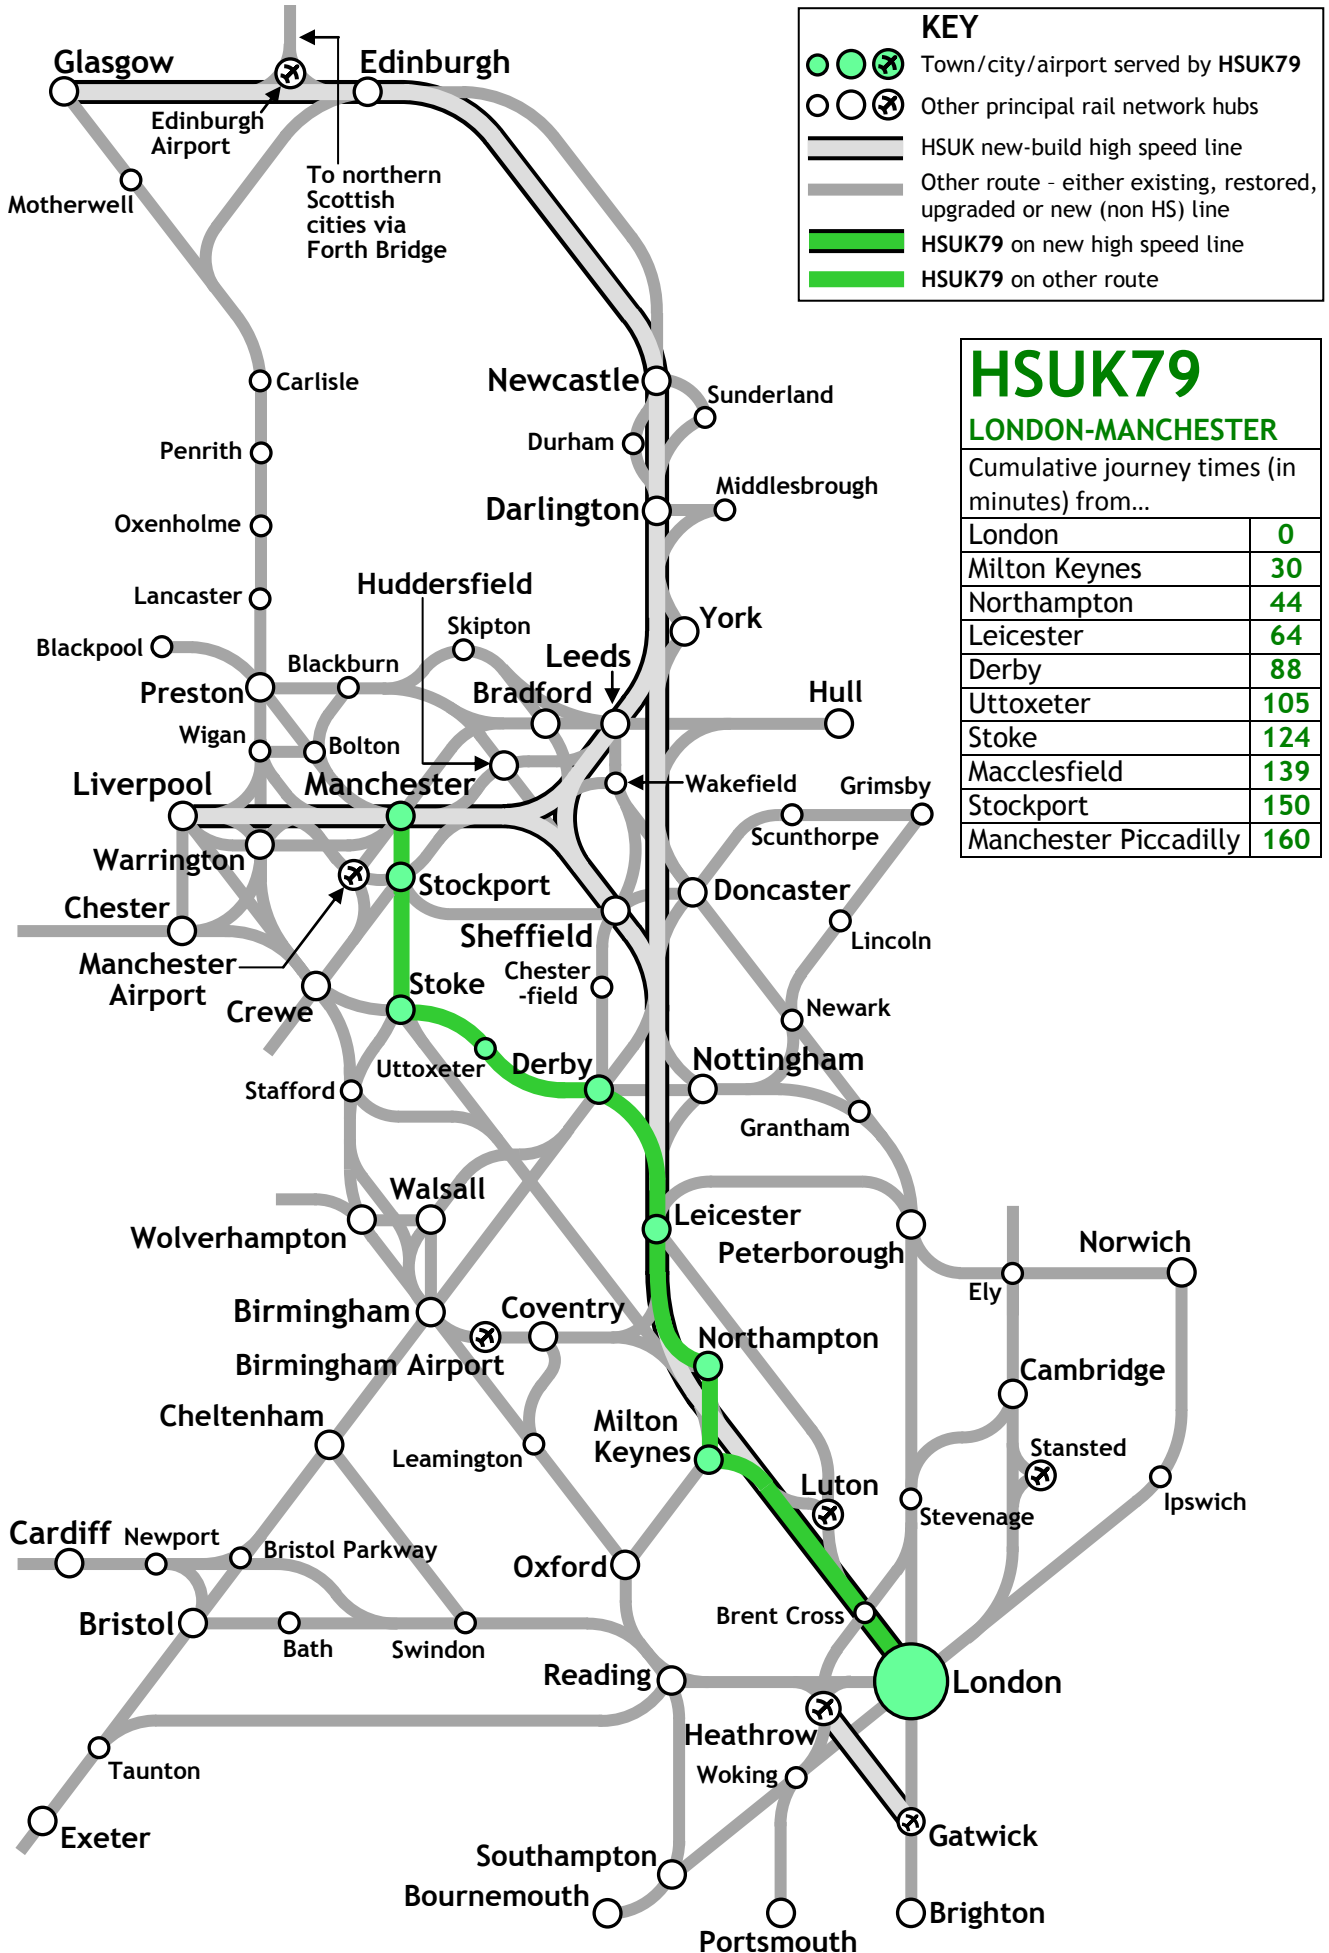 KEY
Town/city/airport served by HSUK79
Other principal rail network hubs
HSUK new-build high speed line
Other route - either existing, restored,
upgraded or new (non HS) line
HSUK79 on new high speed line
HSUK79 on other route
HSUK79
LONDON-MANCHESTER
Cumulative journey times (in
minutes) from...
London 0
Milton Keynes 30
Northampton 44
Leicester 64
Derby 88
Uttoxeter 105
Stoke 124
Macclesfield 139
Stockport 150
Manchester Piccadilly 160
Glasgow
Edinburgh
Edinburgh
Airport
To northern
Scottish
cities via
Forth Bridge
Motherwell
Carlisle
Newcastle
Sunderland
Durham
Penrith
Middlesbrough
Darlington
Oxenholme
Huddersfield
Lancaster
York
Skipton
Blackpool
Leeds
Blackburn
Preston
Bradford
Hull
Wigan
Bolton
Liverpool
Manchester
Wakefield
Grimsby
Scunthorpe
Warrington
Stockport
Doncaster
Chester
Sheffield
Lincoln
Manchester
Airport
Chester
-field
Stoke
Crewe
Newark
Uttoxeter
Derby
Nottingham
Stafford
Grantham
Walsall
Leicester
Wolverhampton
Peterborough
Norwich
Ely
Birmingham
Coventry
Northampton
Birmingham Airport
Cambridge
Cheltenham
Milton
Keynes
Leamington
Stansted
Luton
Ipswich
Stevenage
Cardiff
Newport
Bristol Parkway
Oxford
Bristol
Bath
Swindon
Brent Cross
Reading
London
Heathrow
Woking
Taunton
Exeter
Gatwick
Southampton
Bournemouth
Portsmouth
Brighton